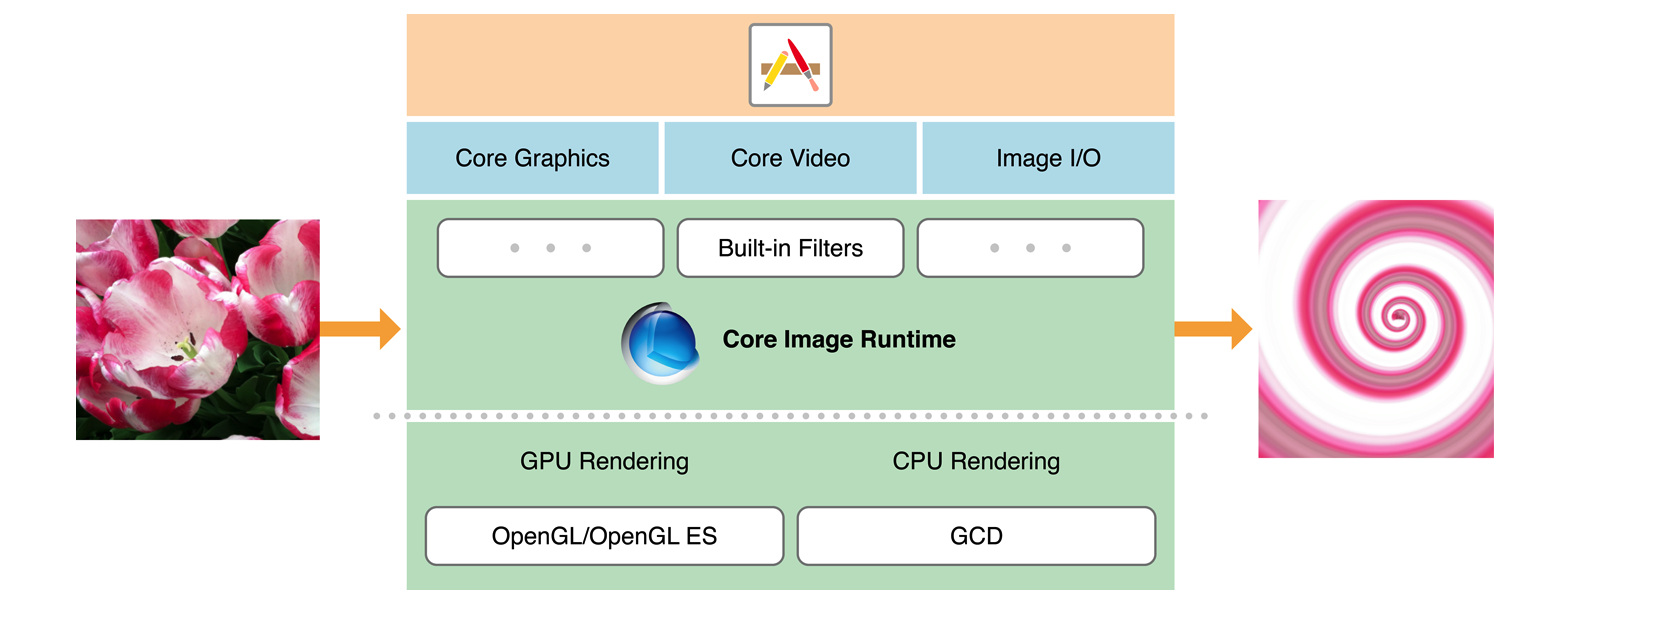 Core Graphics
Core Video
Image I/O
Built-in Filters
Core Image Runtime
GPU Rendering
CPU Rendering
OpenGL/OpenGL ES
GCD